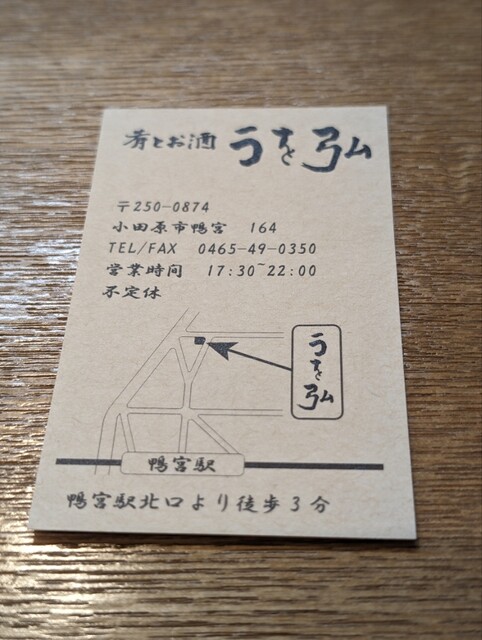 肴とお酒 うを弘
〒250-0874
小田原市鴨宮 164
TEL/FAX 0465-49-0350
営業時間 17:30~22:00
不定休
うを弘
鴨宮駅
鴨宮駅北口より徒歩3分